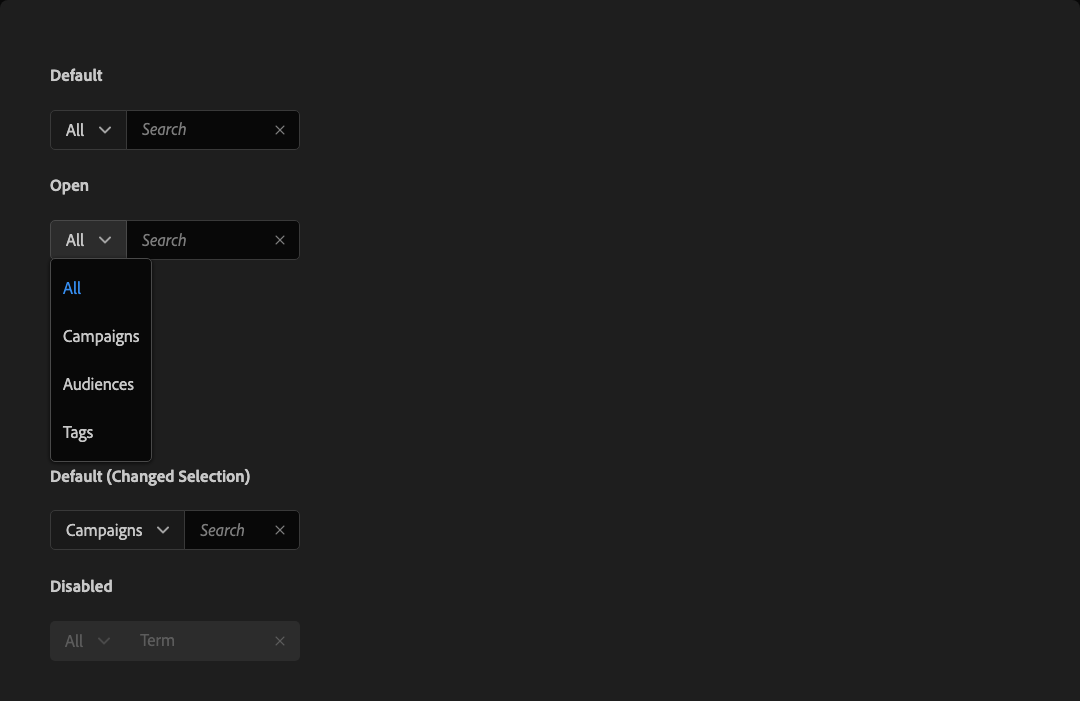 Default
All Search
Open
All Search
All
Campaigns
Audiences
Tags
Default (Changed Selection)
Campaigns Search
Disabled
All Term